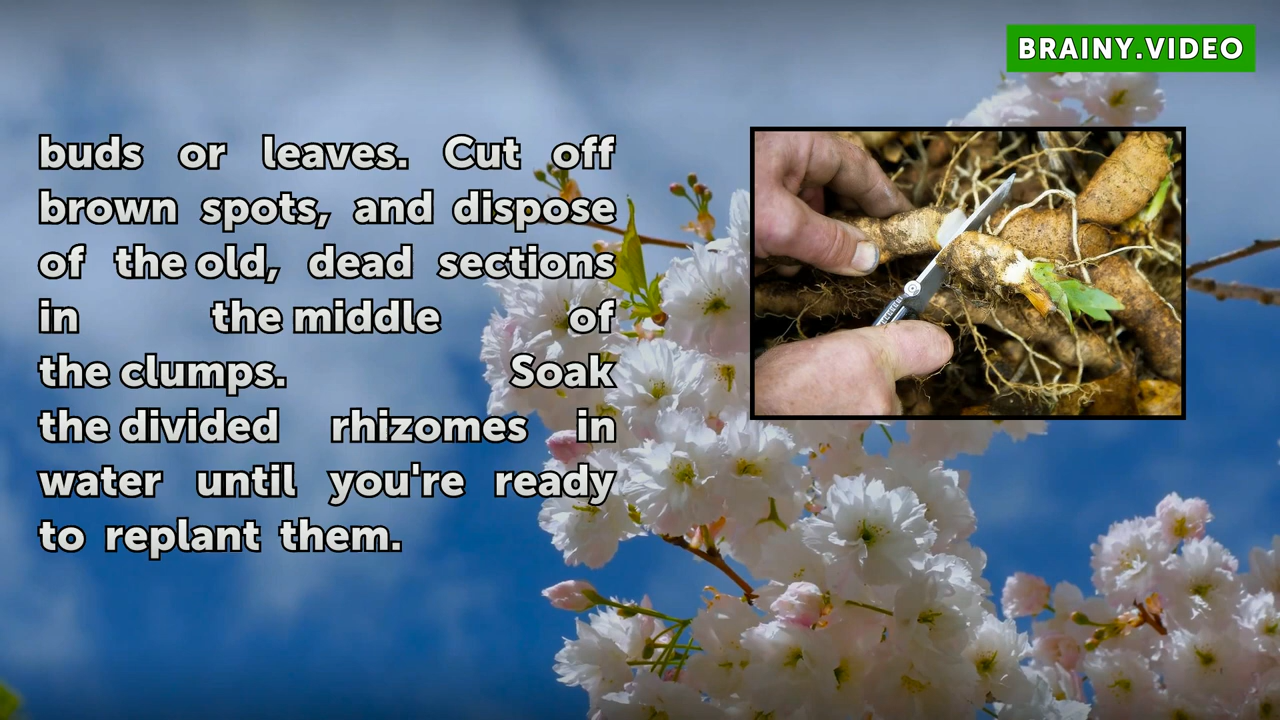 BRAINY.VIDEO
buds or leaves. Cut off
brown spots, and dispose
of the old, dead sections
in the middle of
the clumps. Soak
the divided rhizomes in
water until you're ready
to replant them.